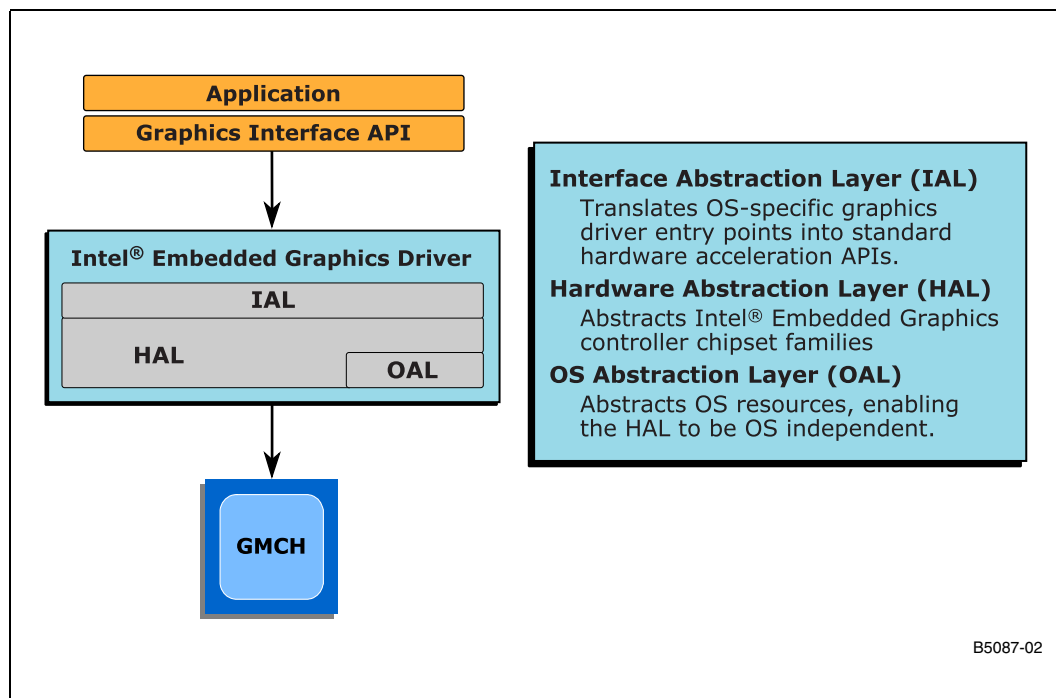 Application
Graphics Interface API
Intel® Embedded Graphics Driver
IAL
HAL
OAL
GMCH
Interface Abstraction Layer (IAL)
Translates OS-specific graphics
driver entry points into standard
hardware acceleration APIs.
Hardware Abstraction Layer (HAL)
Abstracts Intel® Embedded Graphics
controller chipset families
OS Abstraction Layer (OAL)
Abstracts OS resources, enabling
the HAL to be OS independent.
B5087-02